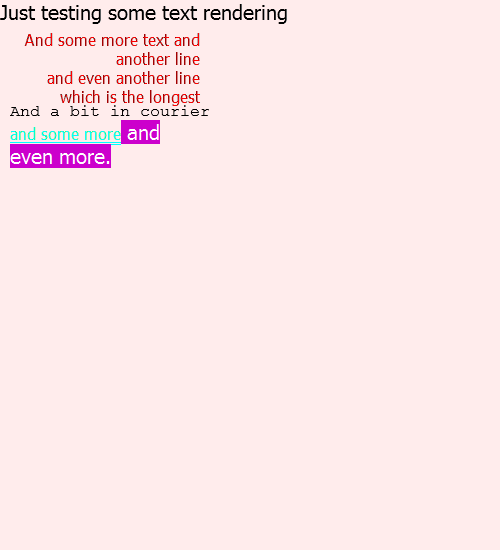 Just testing some text rendering
And some more text and
another line
and even another line
which is the longest
And a bit in courier
and some more and
even more.